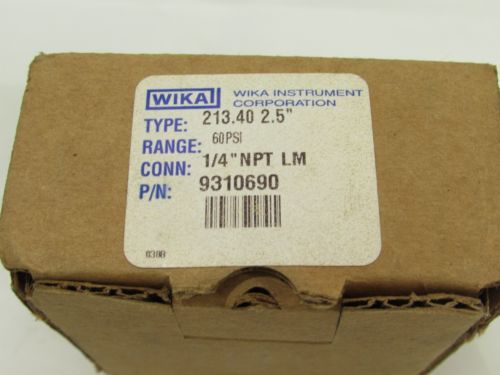 WIKA WIKA INSTRUMENT
CORPORATION
TYPE: 213.40 2.5"
RANGE: 60PSI
CONN: 1/4"NPT LM
P/N: 9310690